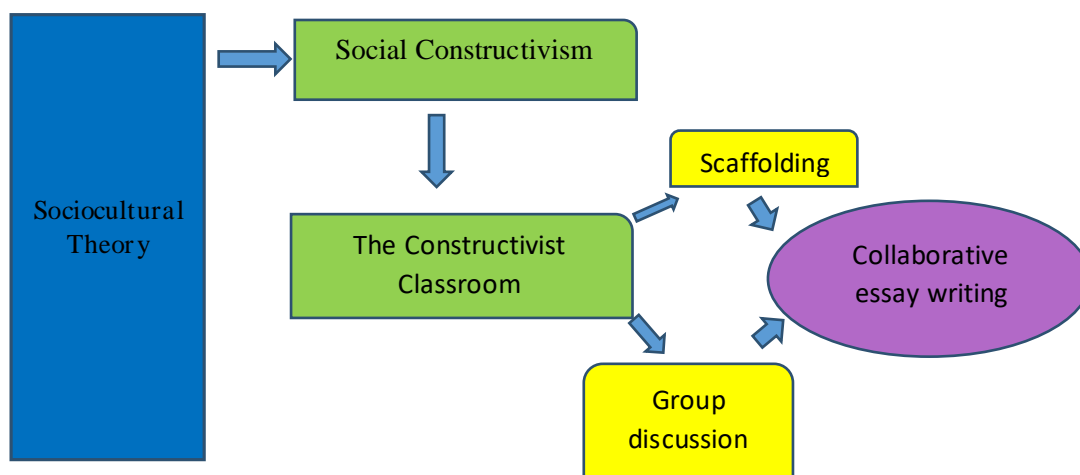 Sociocultural
Theory
Social Constructivism
The Constructivist
Classroom
Scaffolding
Group
discussion
Collaborative
essay writing